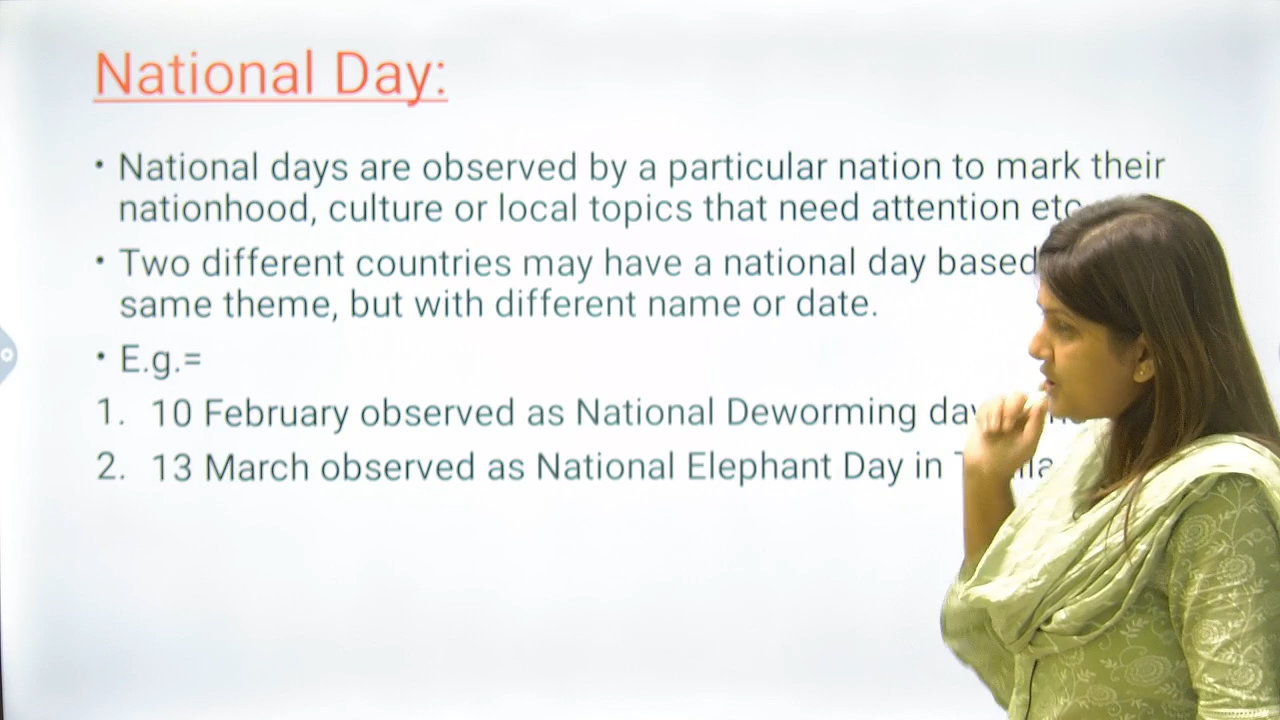 National Day:
• National days are observed by a particular nation to mark their
nationhood, culture or local topics that need attention etc
• Two different countries may have a national day based
same theme, but with different name or date.
• E.g.=
1. 10 February observed as National Deworming day
2. 13 March observed as National Elephant Day in